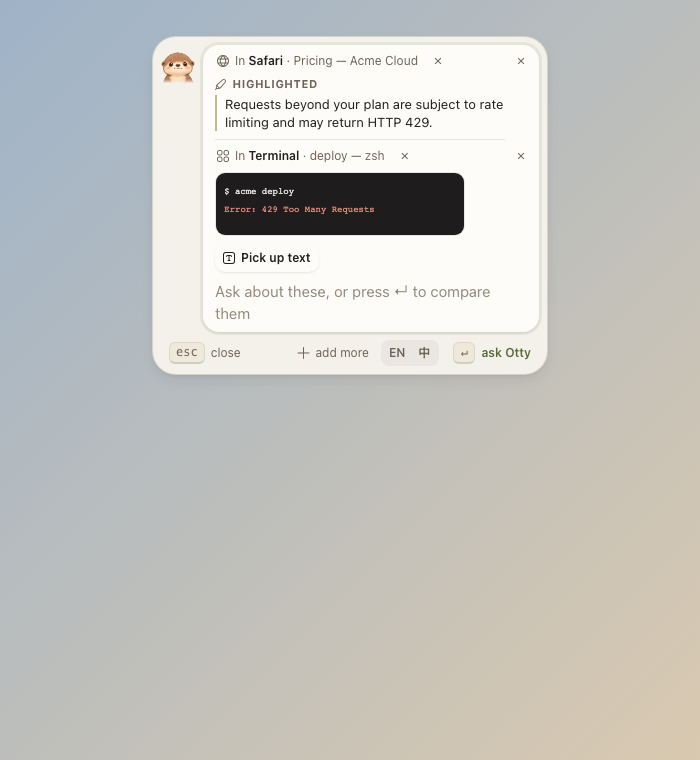 In Safari · Pricing — Acme Cloud × ×
HIGHLIGHTED
Requests beyond your plan are subject to rate
limiting and may return HTTP 429.
In Terminal · deploy — zsh × ×
$ acme deploy
Error: 429 Too Many Requests
T Pick up text
Ask about these, or press ↵ to compare
them
esc close + add more EN 中 ↵ ask Otty